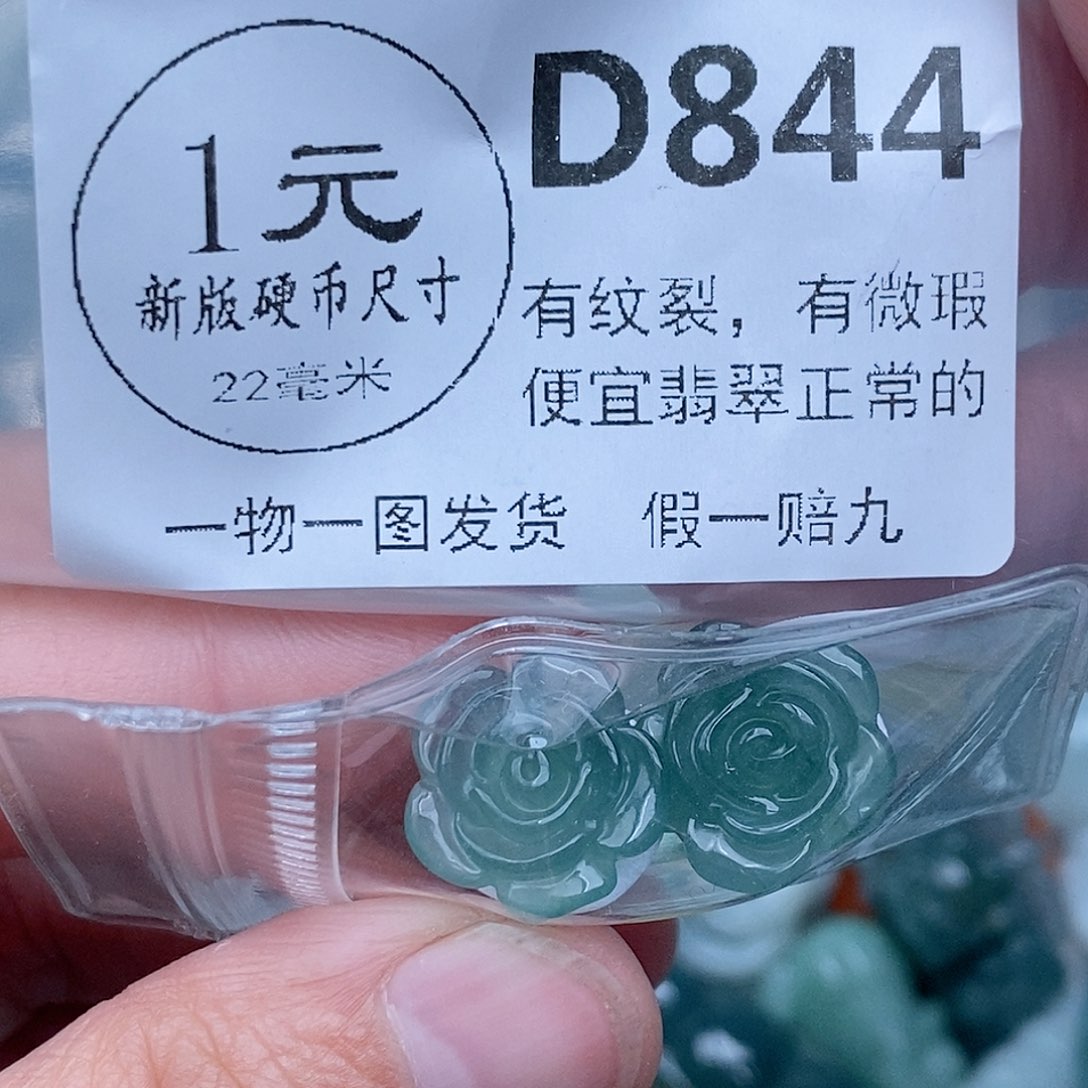 1元
新版硬币尺寸
22毫米
D844
有纹裂，有微瑕
便宜翡翠正常的
一物一图发货 假一赔九